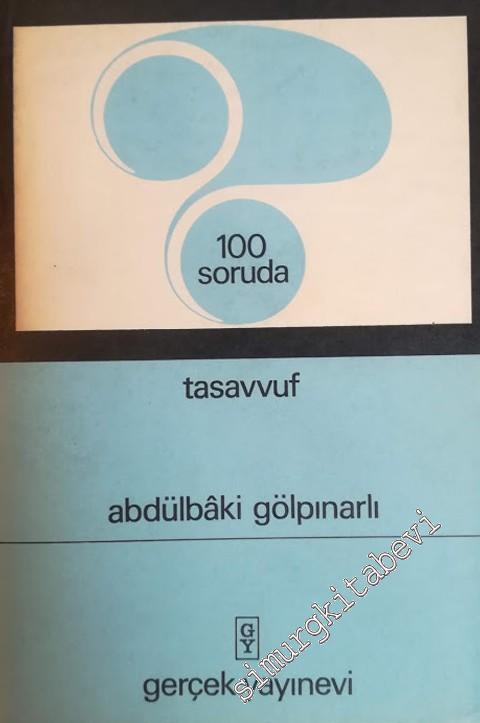 100
soruda
tasavvuf
abdülbâki gölpınarlı
GY
gerçek yayınevi
simurgkitabevi